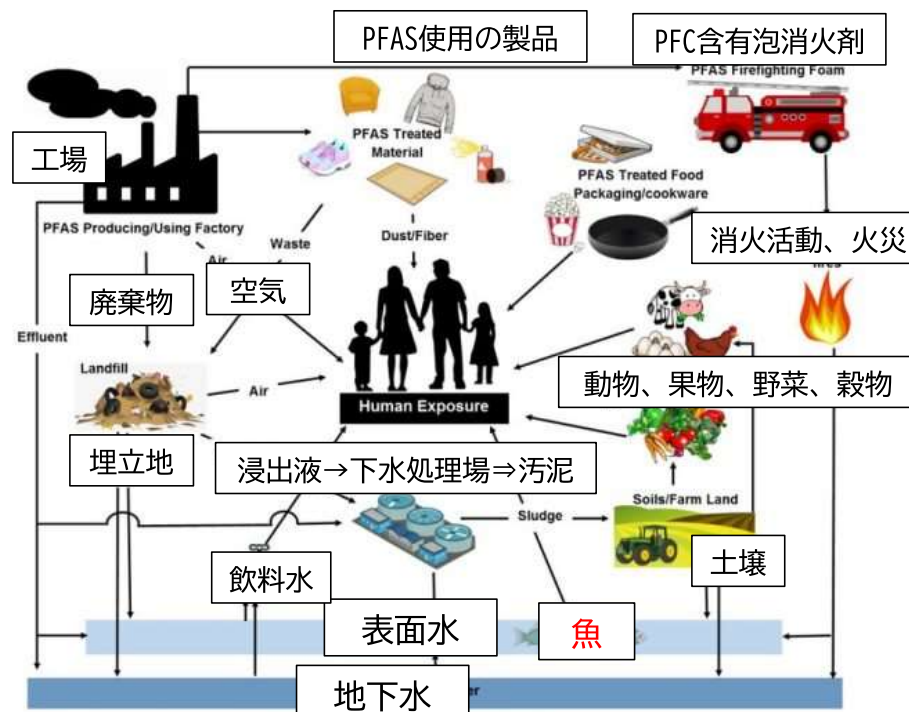 PFAS使用の製品
PFC含有泡消火剤
PFAS Firefighting Foam
工場
PFAS Treated
Material
PFAS Treated Food
Packaging/cookware
PFAS Producing/Using Factory
Waste
Dust/Fiber
消火活動、火災
Air
廃棄物
空気
Effluent
Landfill
Air
動物、果物、野菜、穀物
Human Exposure
埋立地
浸出液→下水処理場⇒汚泥
Soils/Farm Land
Sludge
土壌
飲料水
表面水
魚
地下水